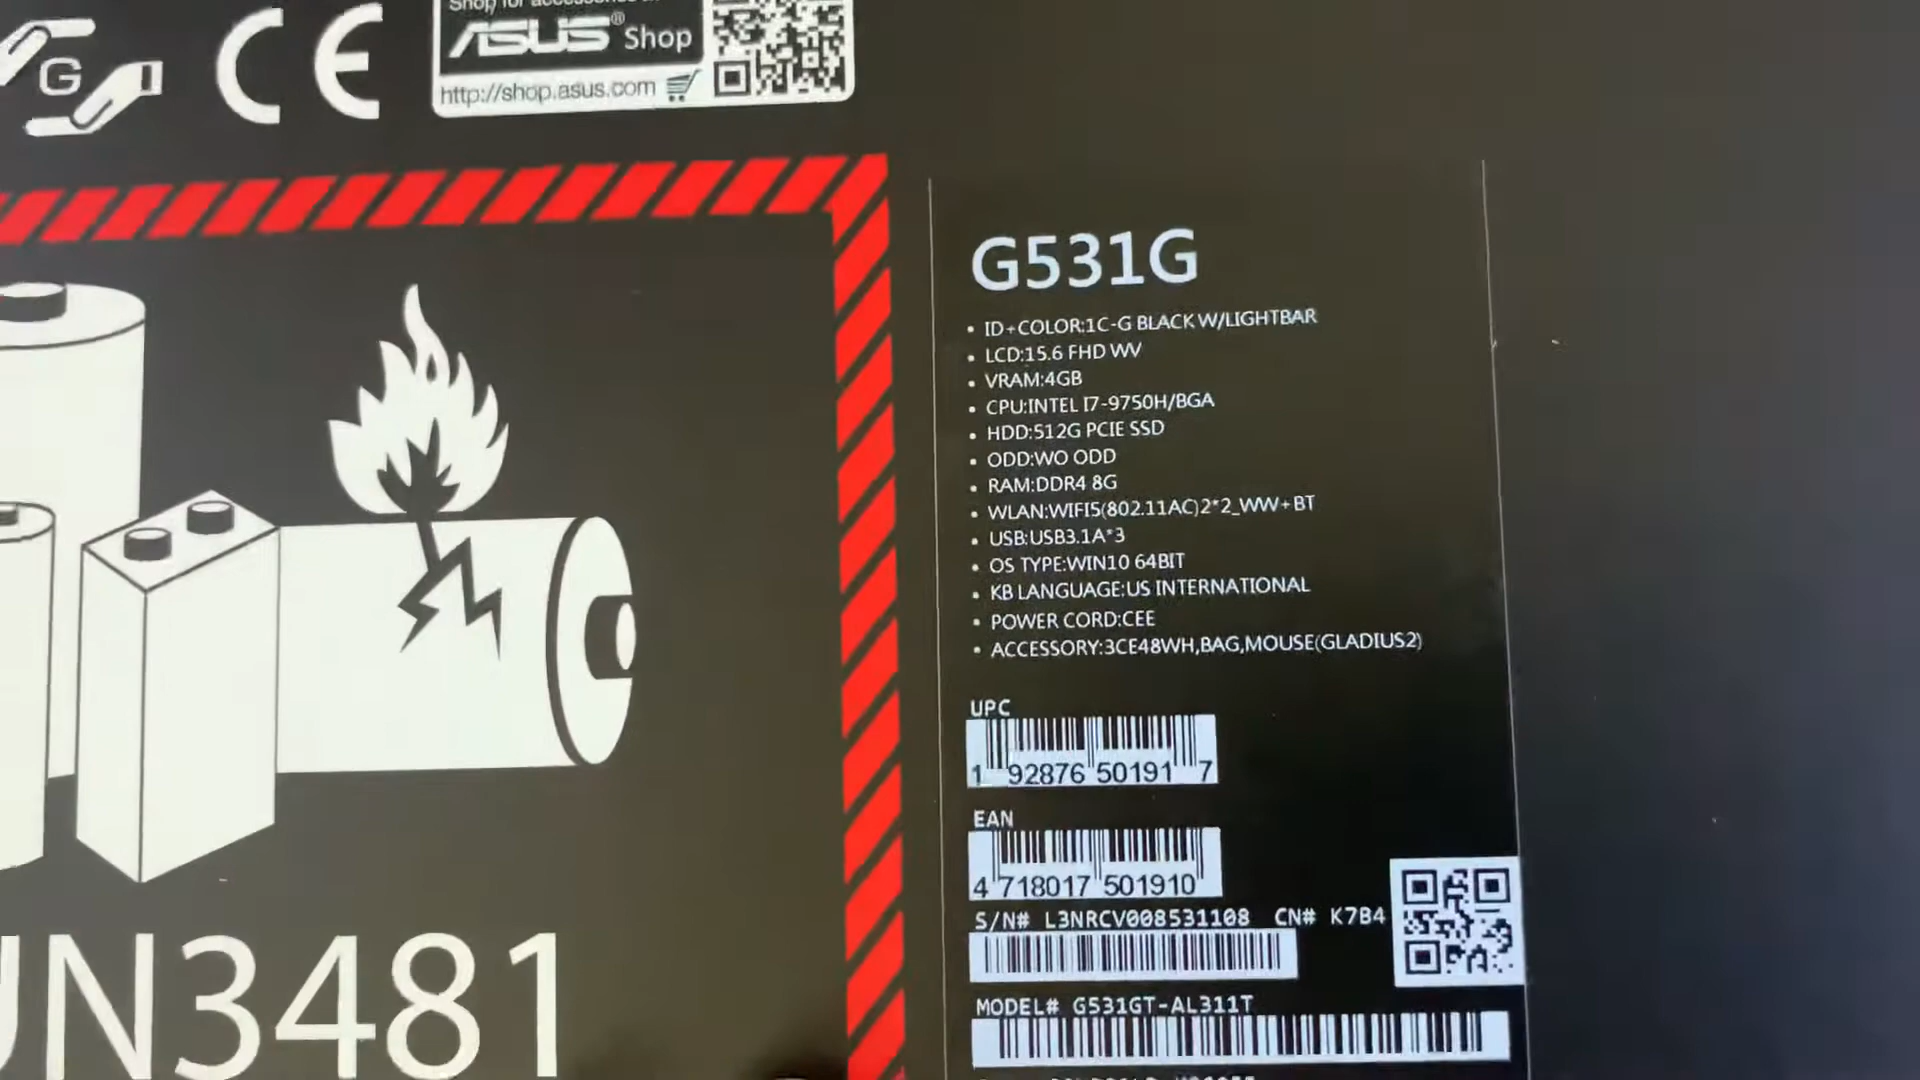 G
CE
Shop for accessories
ASUS® Shop
http://shop.asus.com
G531G
• ID+COLOR:1C-G BLACK W/LIGHTBAR
• LCD:15.6 FHD WV
• VRAM:4GB
• CPU:INTEL I7-9750H/BGA
• HDD:512G PCIE SSD
• ODD:WO ODD
• RAM:DDR4 8G
• WLAN:WIFI5(802.11AC)2*2_WW+BT
• USB:USB3.1A*3
• OS TYPE:WIN10 64BIT
• KB LANGUAGE:US INTERNATIONAL
• POWER CORD:CEE
• ACCESSORY:3CE48WH,BAG,MOUSE(GLADIUS2)
UPC
1 92876 50191 7
EAN
4 718017 501910
S/N# L3NRCV008531108 CN# K7B4
MODEL# G531GT-AL311T
UN3481